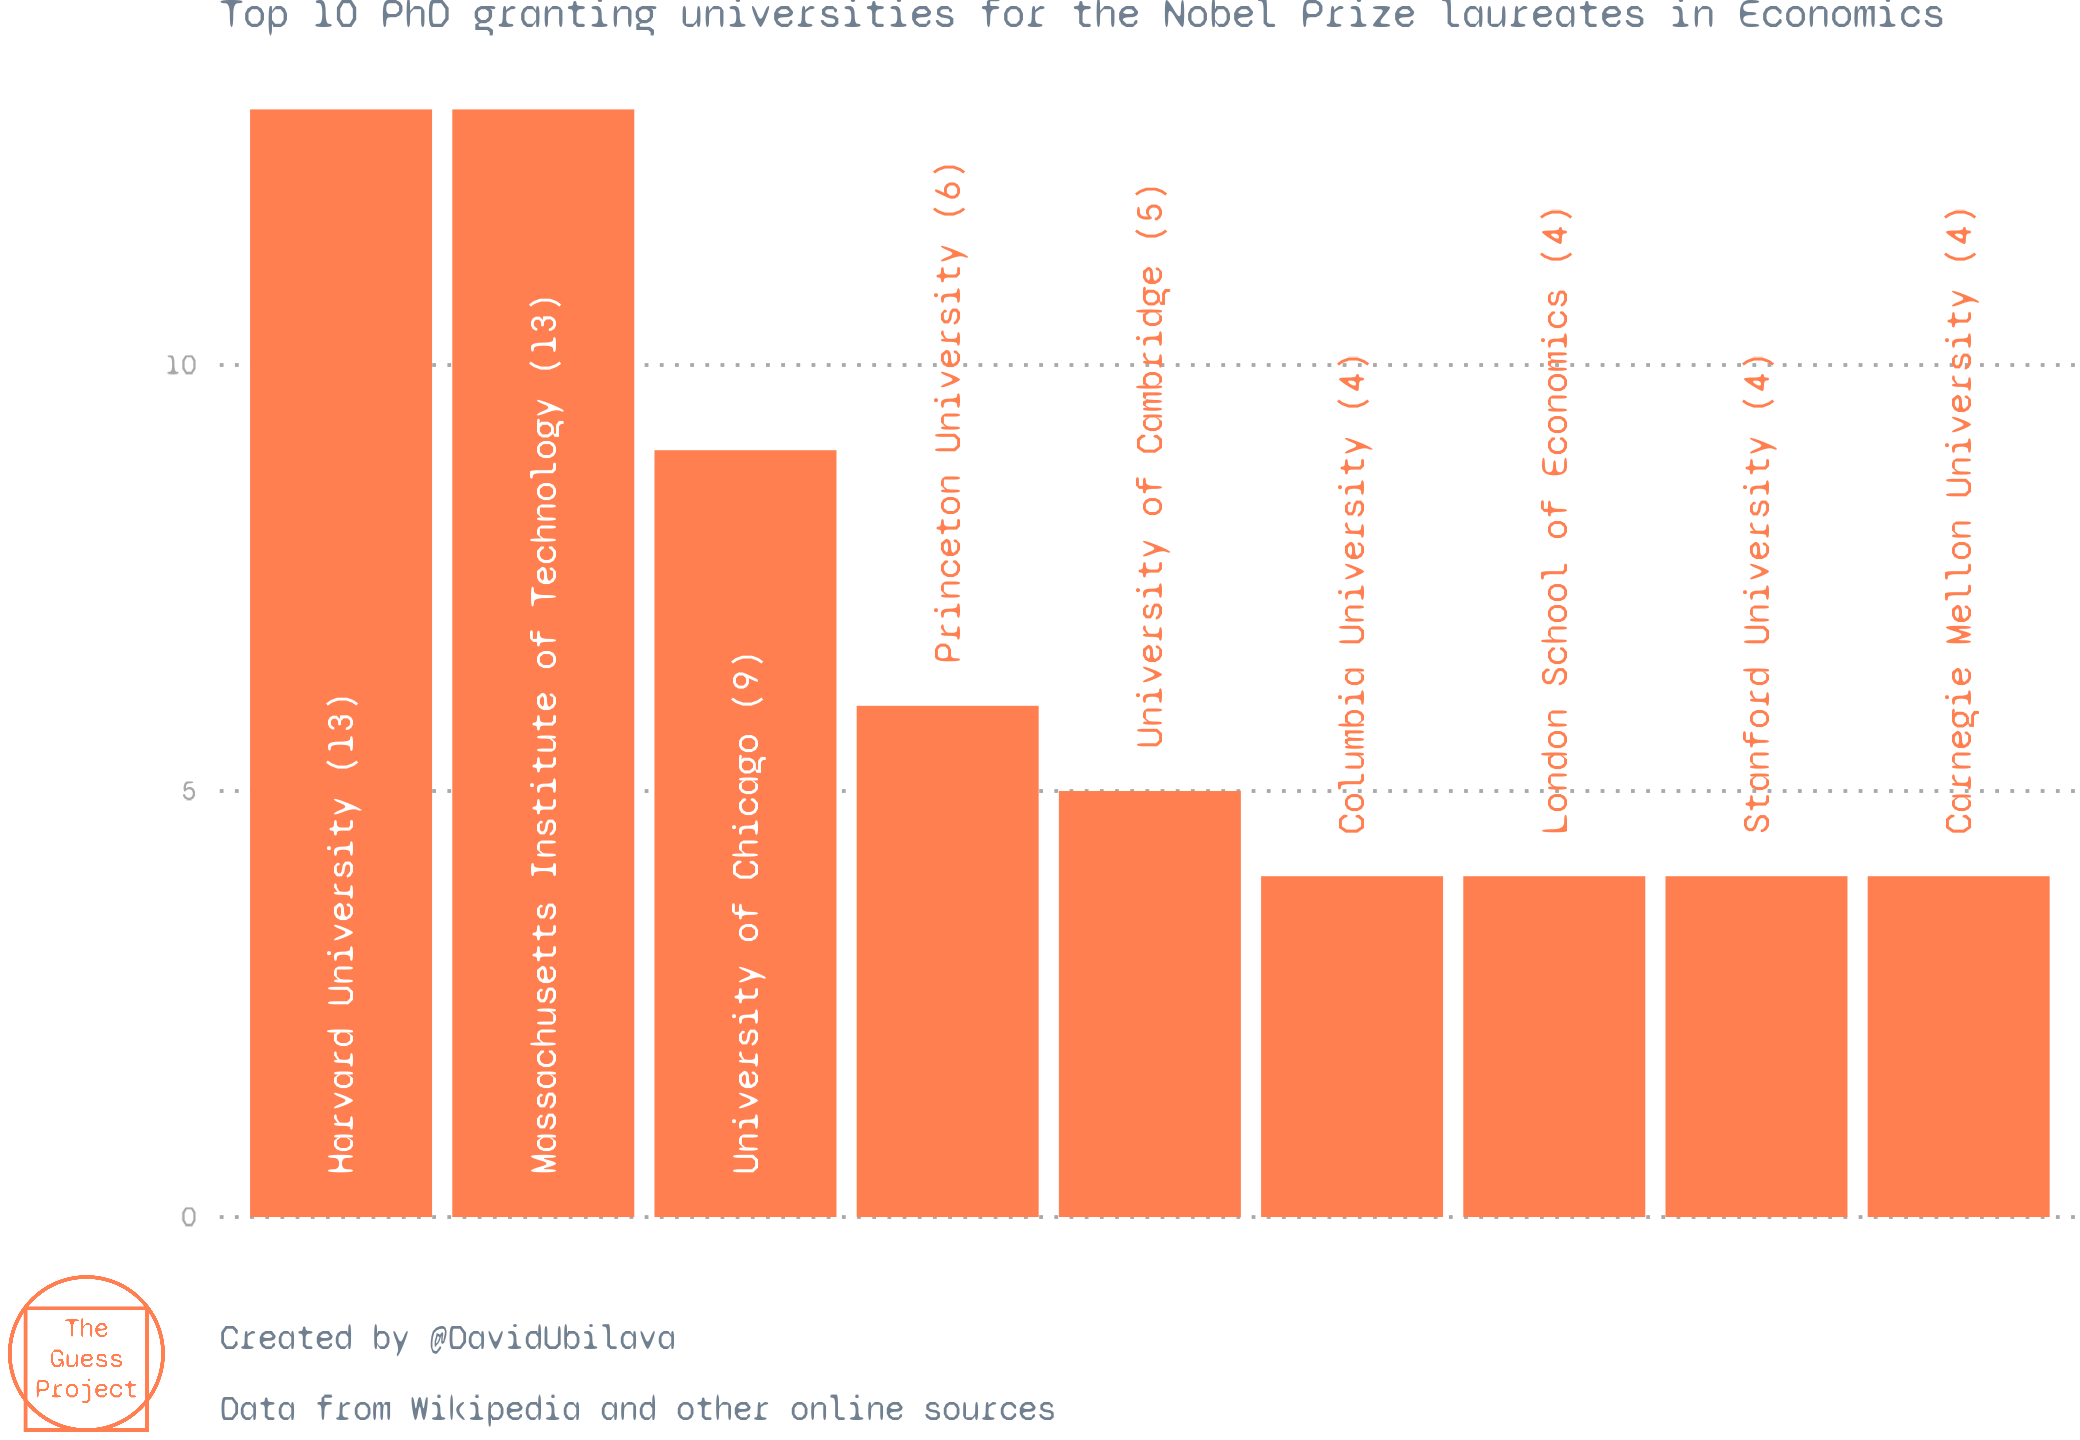 Top 10 PhD granting universities for the Nobel Prize laureates in Economics
10
5
0
Harvard University (13)
Massachusetts Institute of Technology (13)
University of Chicago (9)
Princeton University (6)
University of Cambridge (5)
Columbia University (4)
London School of Economics (4)
Stanford University (4)
Carnegie Mellon University (4)
The
Guess
Project
Created by @DavidUbilava
Data from Wikipedia and other online sources